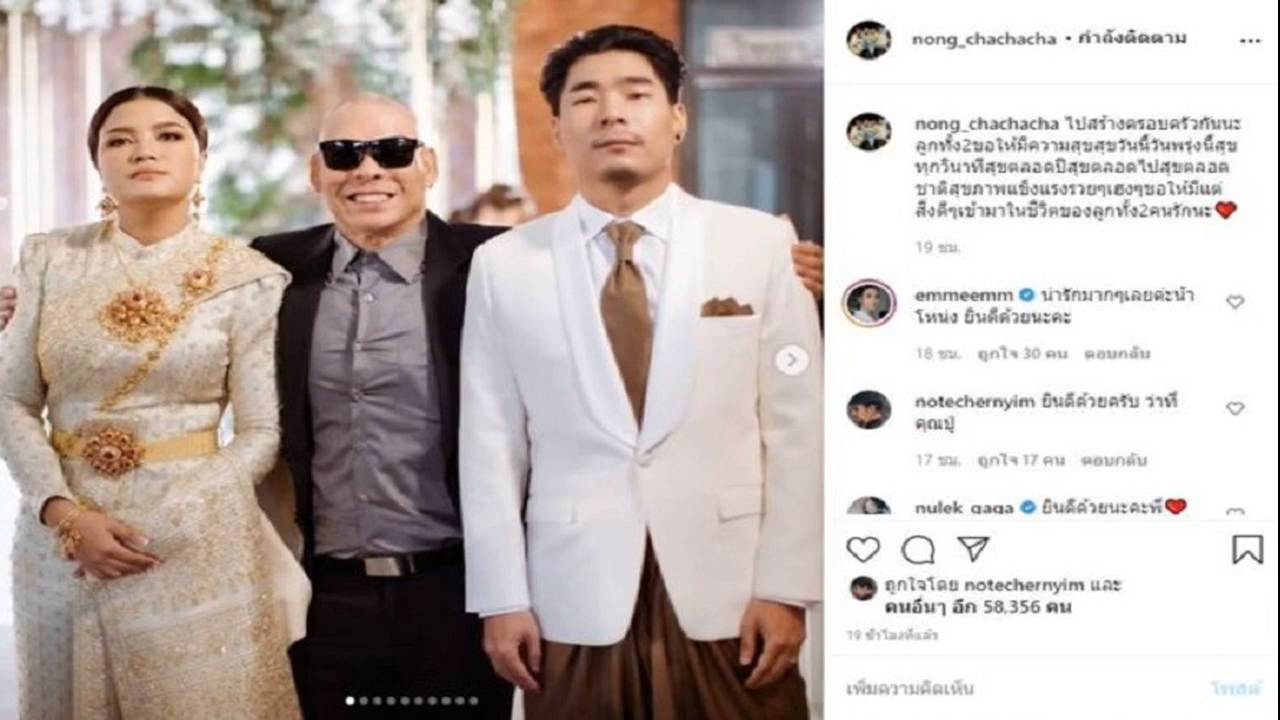 nong_chachacha • กำลังติดตาม
nong_chachacha ไปสร้างครอบครัวกันนะ
ลูกทั้ง2ขอให้มีความสุขสุขวันนี้วันพรุ่งนี้สุข
ทุกวินาทีสุขตลอดปีสุขตลอดไปสุขตลอด
ชาติสุขภาพแข็งแรงรวยๆเฮงๆขอให้มีแต่
สิ่งดีๆเข้ามาในชีวิตของลูกทั้ง2คนรักนะ❤️
19 ชม.
emmeemm น่ารักมากๆเลยค่ะน้า
โหน่ง ยินดีด้วยนะคะ
18 ชม. ถูกใจ 30 คน ตอบกลับ
notechernyim ยินดีด้วยครับ ว่าที่
คุณปู่
17 ชม. ถูกใจ 17 คน ตอบกลับ
nulek_gaga ยินดีด้วยนะคะพี่❤️
ถูกใจโดย notechernyim และ
คนอื่นๆ อีก 58,356 คน
19 ชั่วโมงที่แล้ว
เพิ่มความคิดเห็น
โพสต์